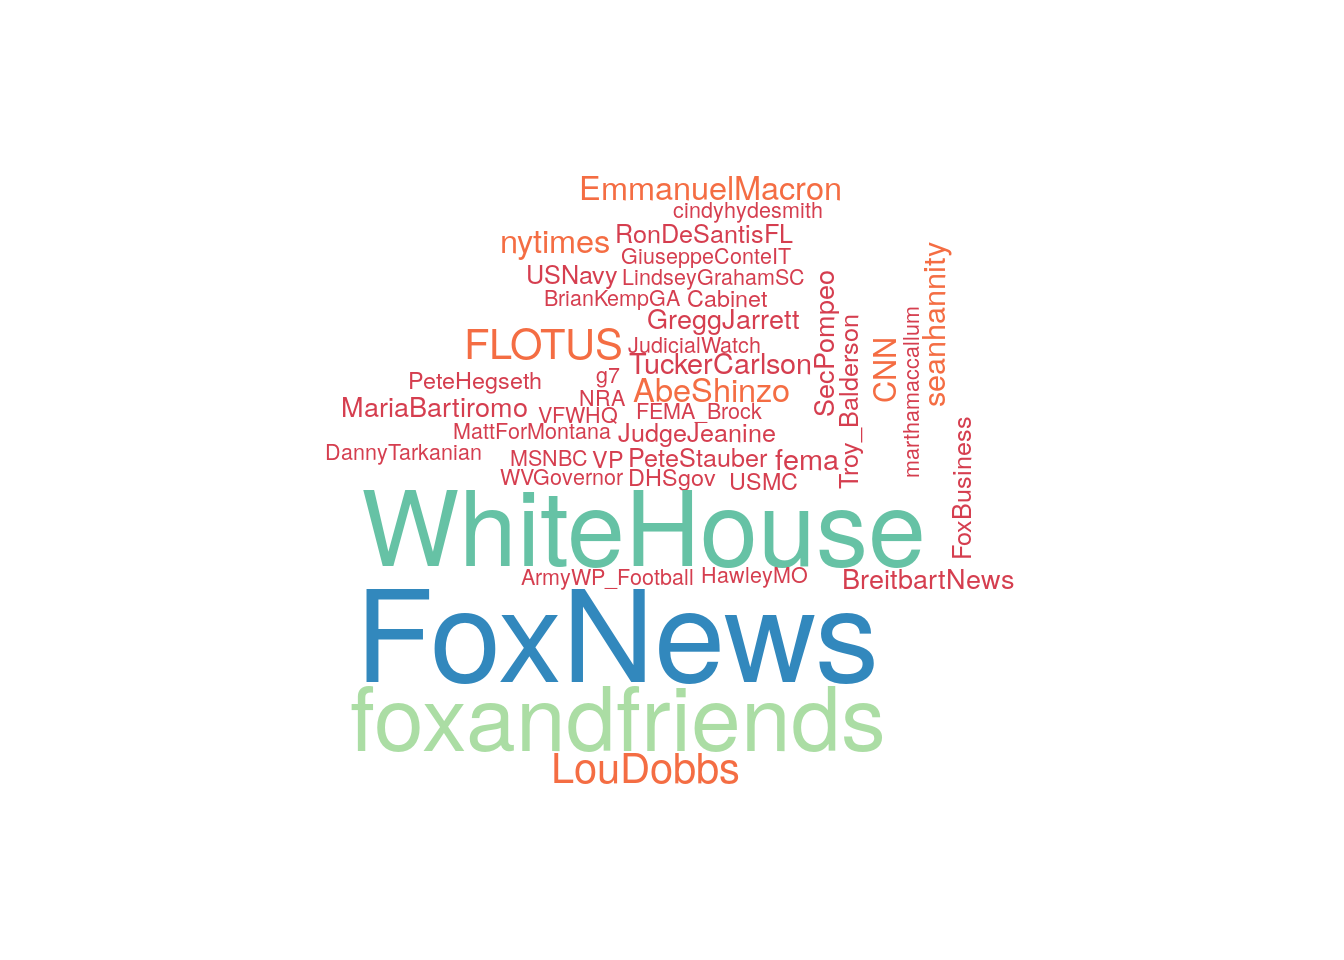 EmmanuelMacron
cindyhydesmith
nytimes
RonDeSantisFL
GiuseppeConteIT
USNavy
LindseyGrahamSC
BrianKempGA
Cabinet
GreggJarrett
FLOTUS
JudicialWatch
TuckerCarlson
g7
PeteHegseth
AbeShinzo
NRA
MariaBartiromo
VFWHQ
FEMA_Brock
MattForMontana
JudgeJeanine
DannyTarkanian
MSNBC
VP
PeteStauber
fema
WVGovernor
DHSgov
USMC
SecPompeo
Troy_Balderson
CNN
marthamaccallum
seanhannity
FoxBusiness
WhiteHouse
ArmyWP_Football
HawleyMO
BreitbartNews
FoxNews
foxandfriends
LouDobbs